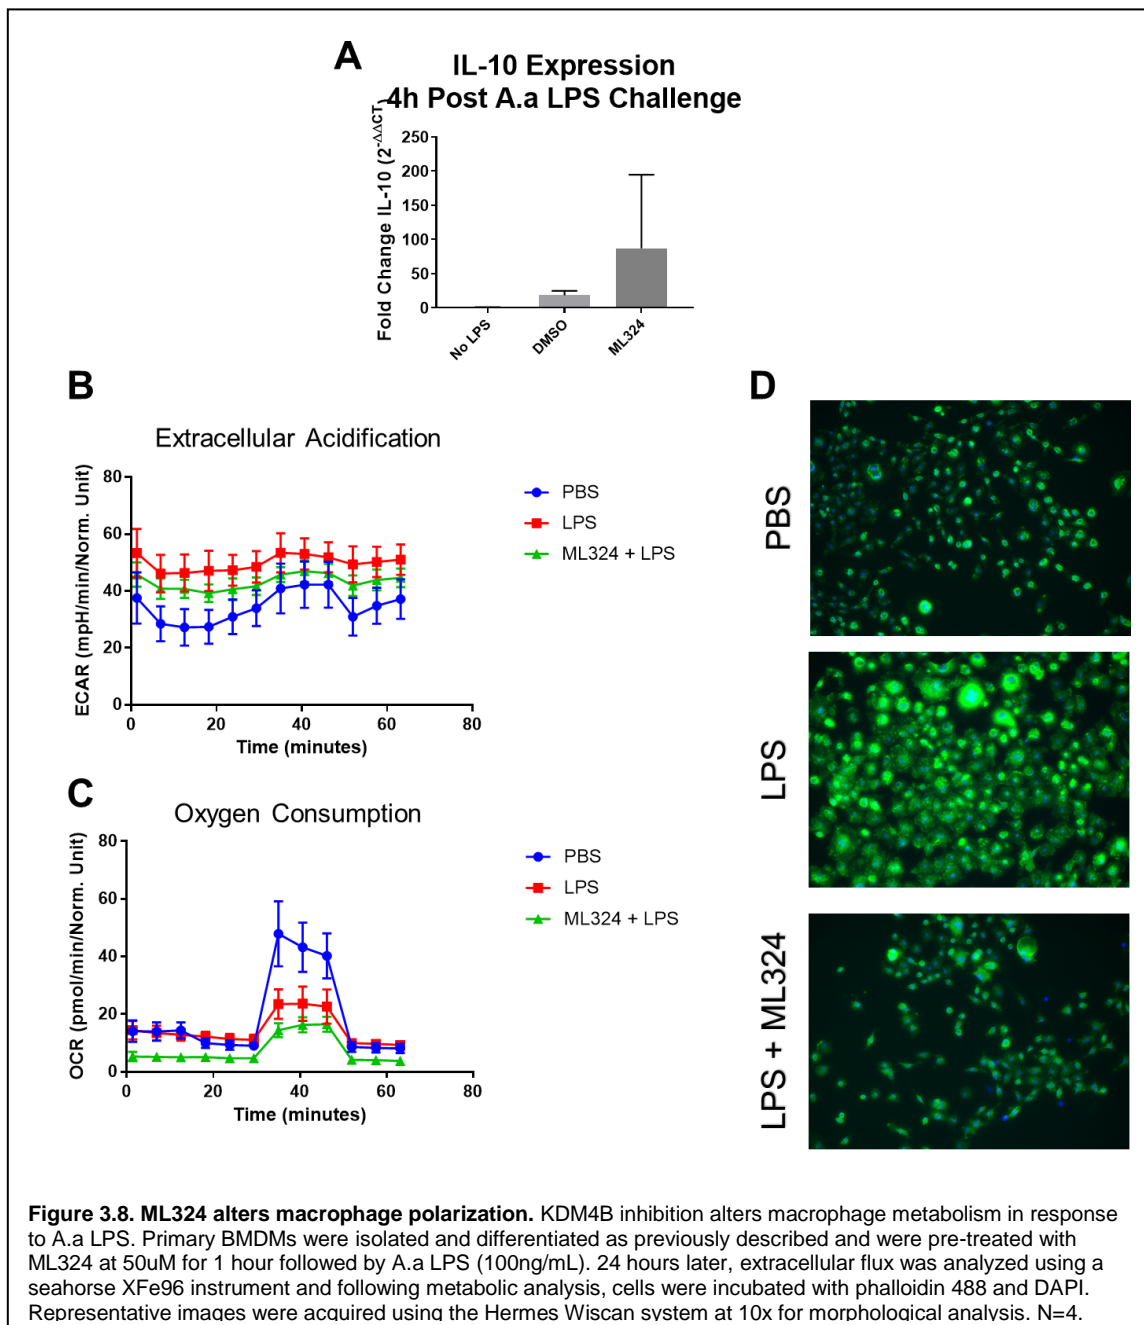 A
IL-10 Expression
4h Post A.a LPS Challenge
Fold Change IL-10 (2^-ΔΔCT)
250
200
150
100
50
0
No LPS
DMSO
ML324
B
Extracellular Acidification
ECAR (mpH/min/Norm. Unit)
80
60
40
20
0
0 20 40 60 80
Time (minutes)
PBS
LPS
ML324 + LPS
C
Oxygen Consumption
OCR (pmol/min/Norm. Unit)
80
60
40
20
0
0 20 40 60 80
Time (minutes)
PBS
LPS
ML324 + LPS
D
PBS
LPS
LPS + ML324
Figure 3.8. ML324 alters macrophage polarization. KDM4B inhibition alters macrophage metabolism in response
to A.a LPS. Primary BMDMs were isolated and differentiated as previously described and were pre-treated with
ML324 at 50uM for 1 hour followed by A.a LPS (100ng/mL). 24 hours later, extracellular flux was analyzed using a
seahorse XFe96 instrument and following metabolic analysis, cells were incubated with phalloidin 488 and DAPI.
Representative images were acquired using the Hermes Wiscan system at 10x for morphological analysis. N=4.